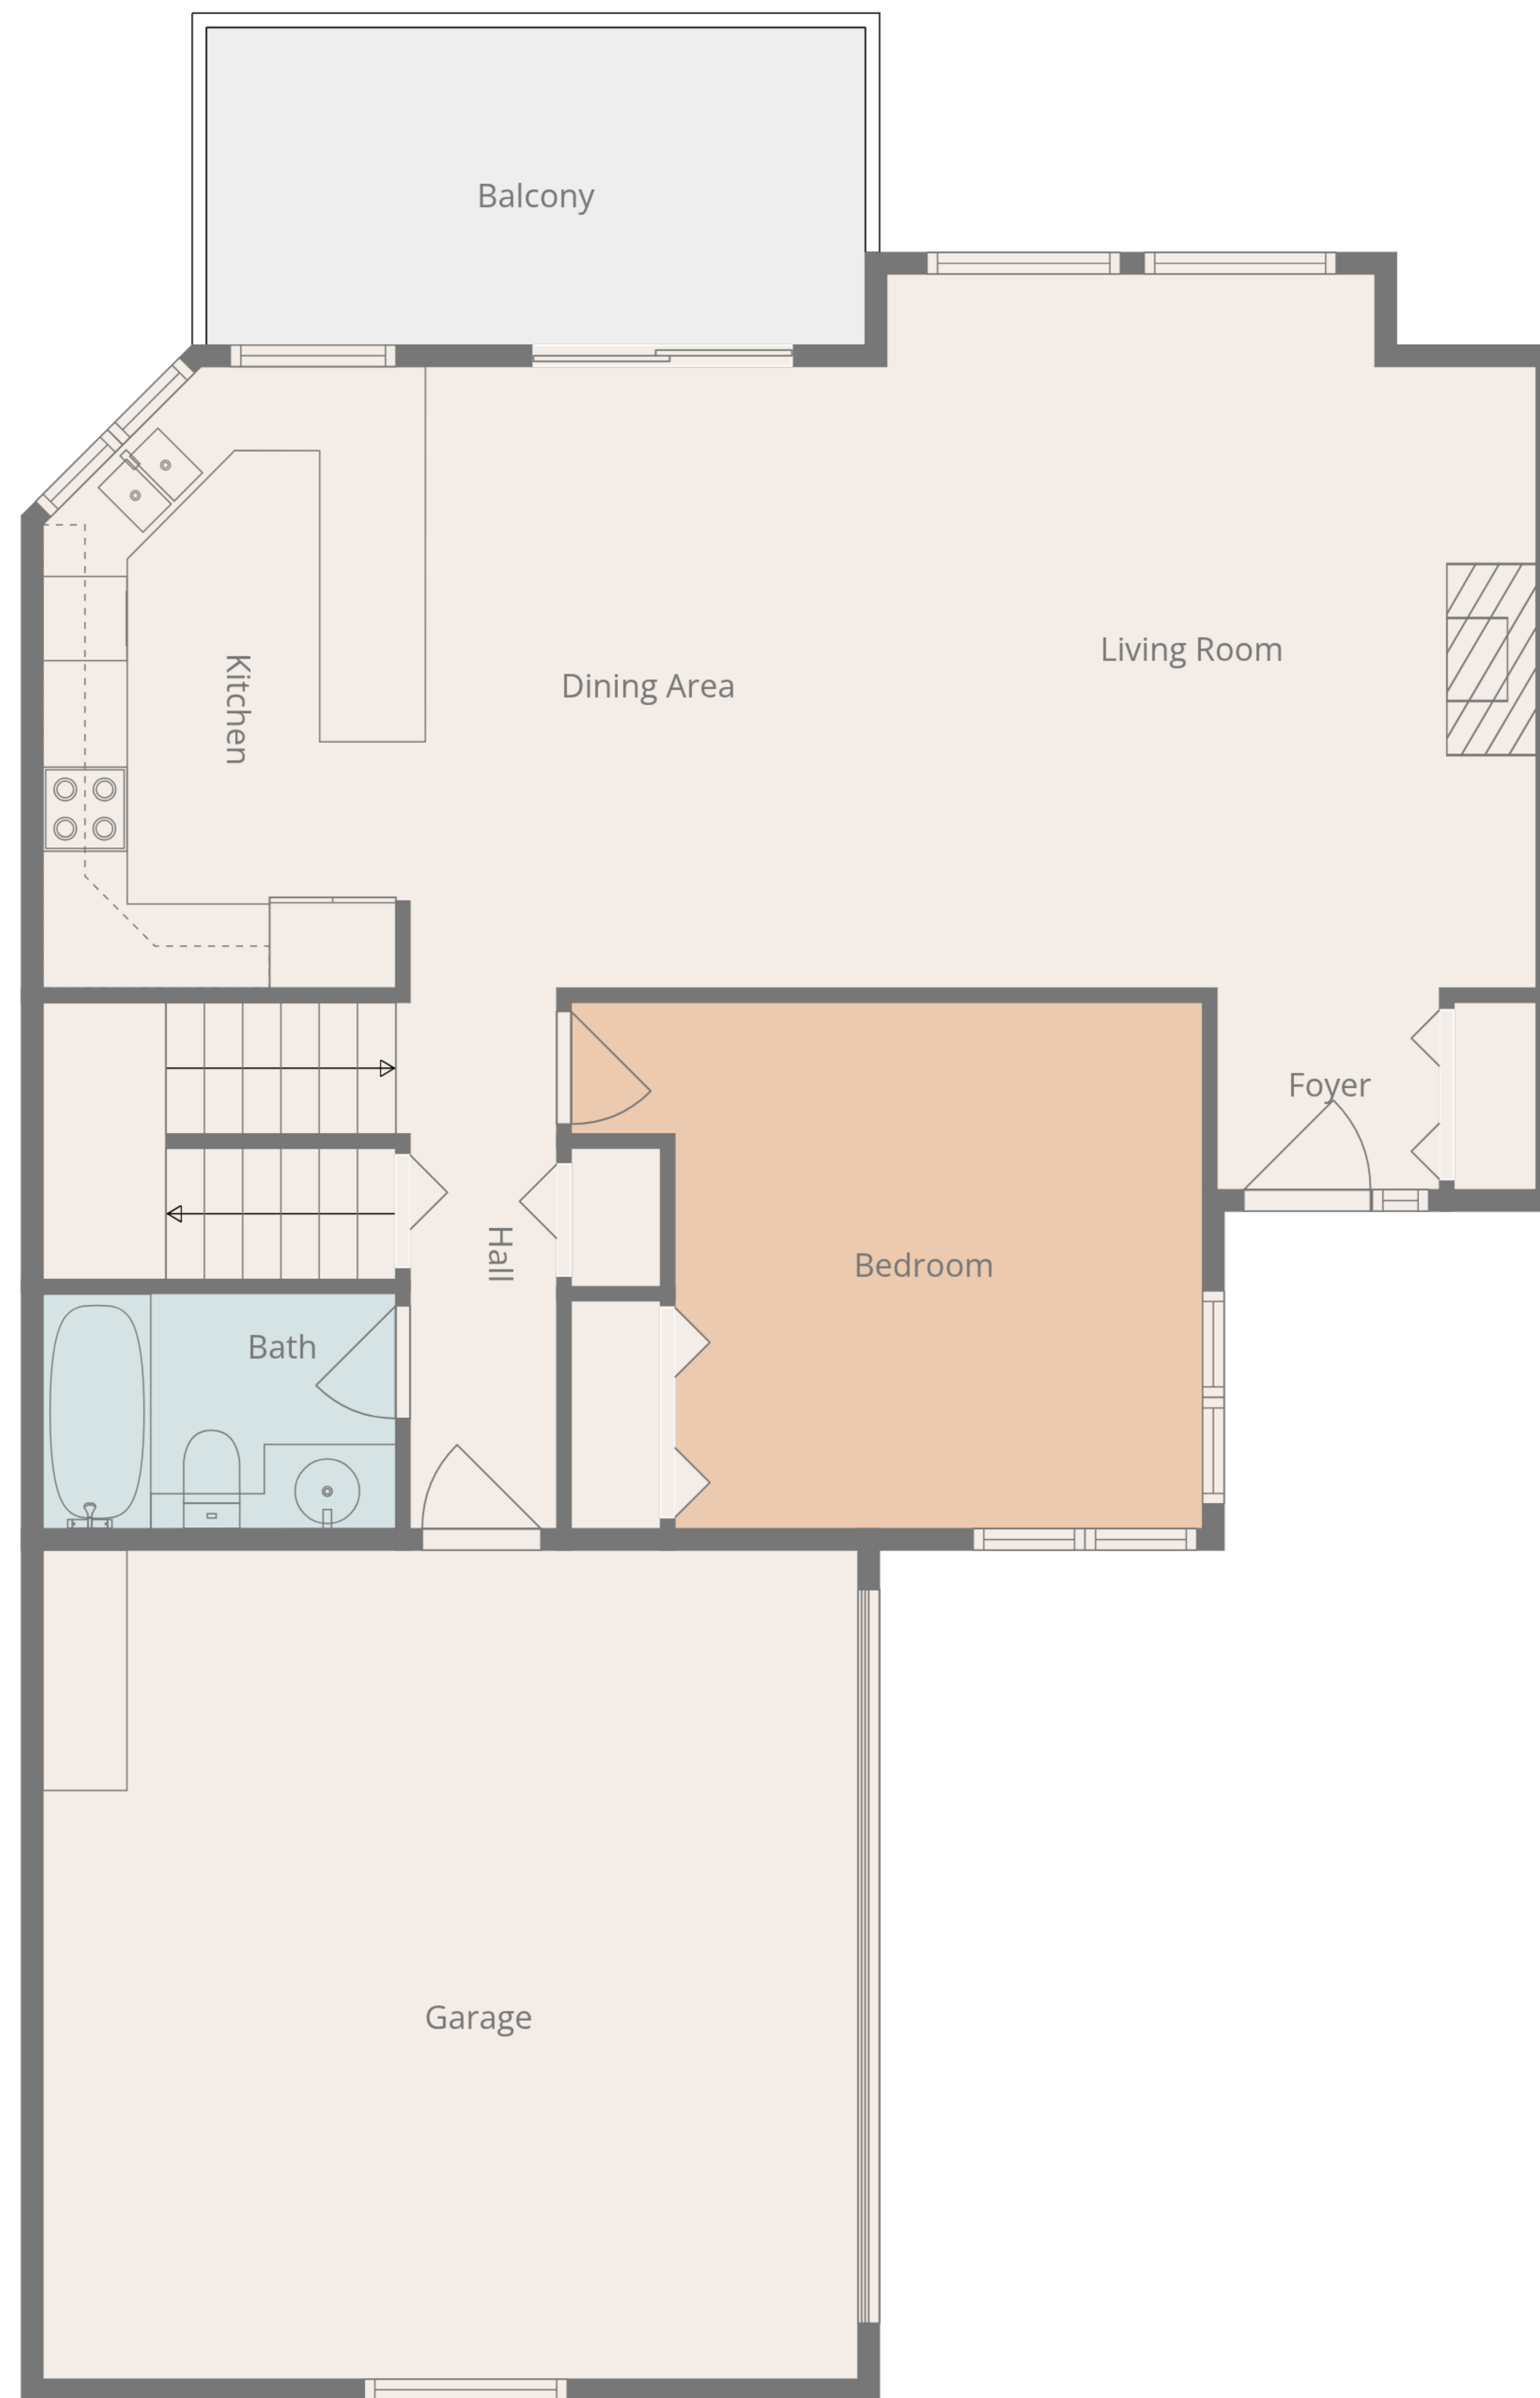 Balcony
Living Room
Dining Area
Kitchen
Foyer
Hall
Bedroom
Bath
Garage